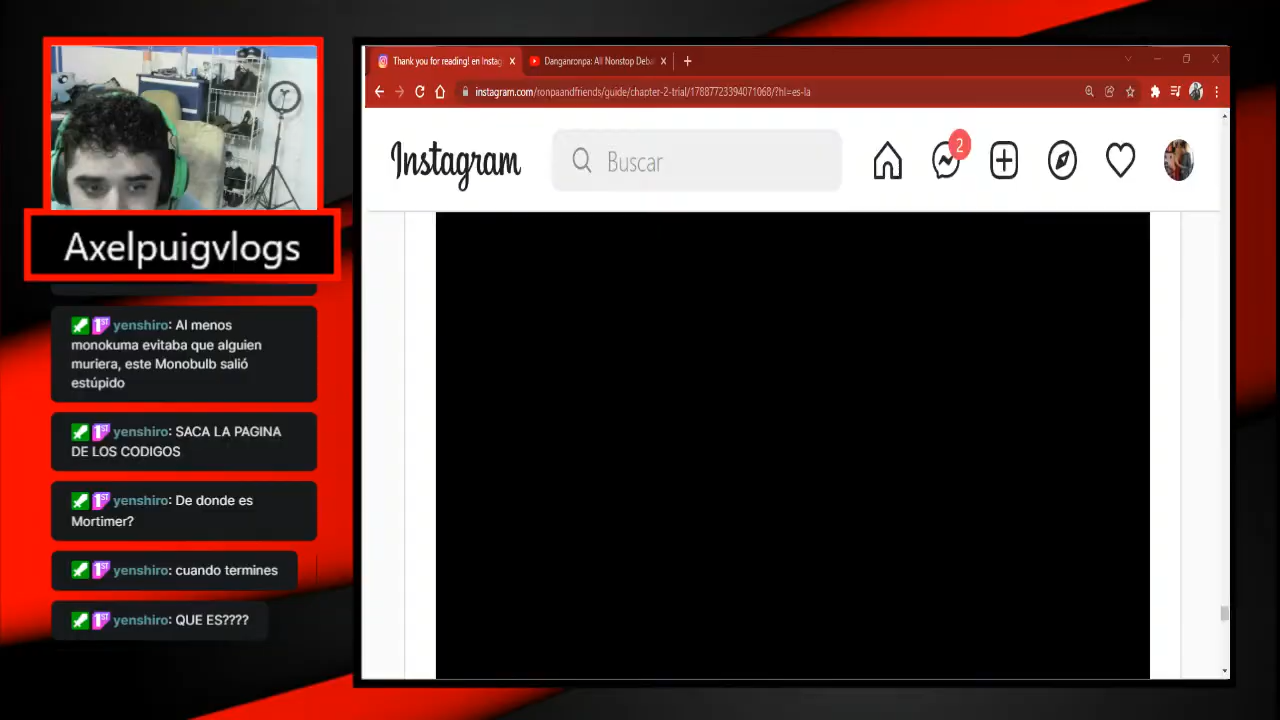 Thank you for reading! en Instag
Danganronpa: All Nonstop Deba
instagram.com/ronpaandfriends/guide/chapter-2-trial/17887723394071068/?hl=es-la
Instagram
Buscar
2
Axelpuigvlogs
yenshiro: Al menos
monokuma evitaba que alguien
muriera, este Monobulb salió
estúpido
yenshiro: SACA LA PAGINA
DE LOS CODIGOS
yenshiro: De donde es
Mortimer?
yenshiro: cuando termines
yenshiro: QUE ES????